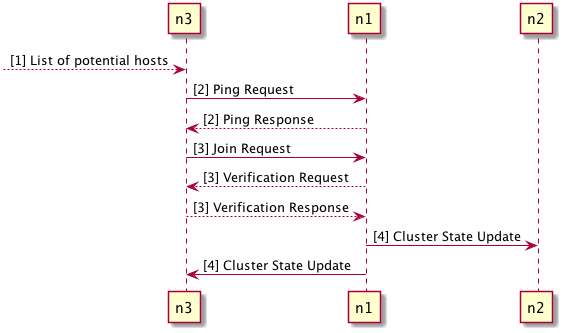 n3
n1
n2
[1] List of potential hosts
[2] Ping Request
[2] Ping Response
[3] Join Request
[3] Verification Request
[3] Verification Response
[4] Cluster State Update
[4] Cluster State Update
n3
n1
n2